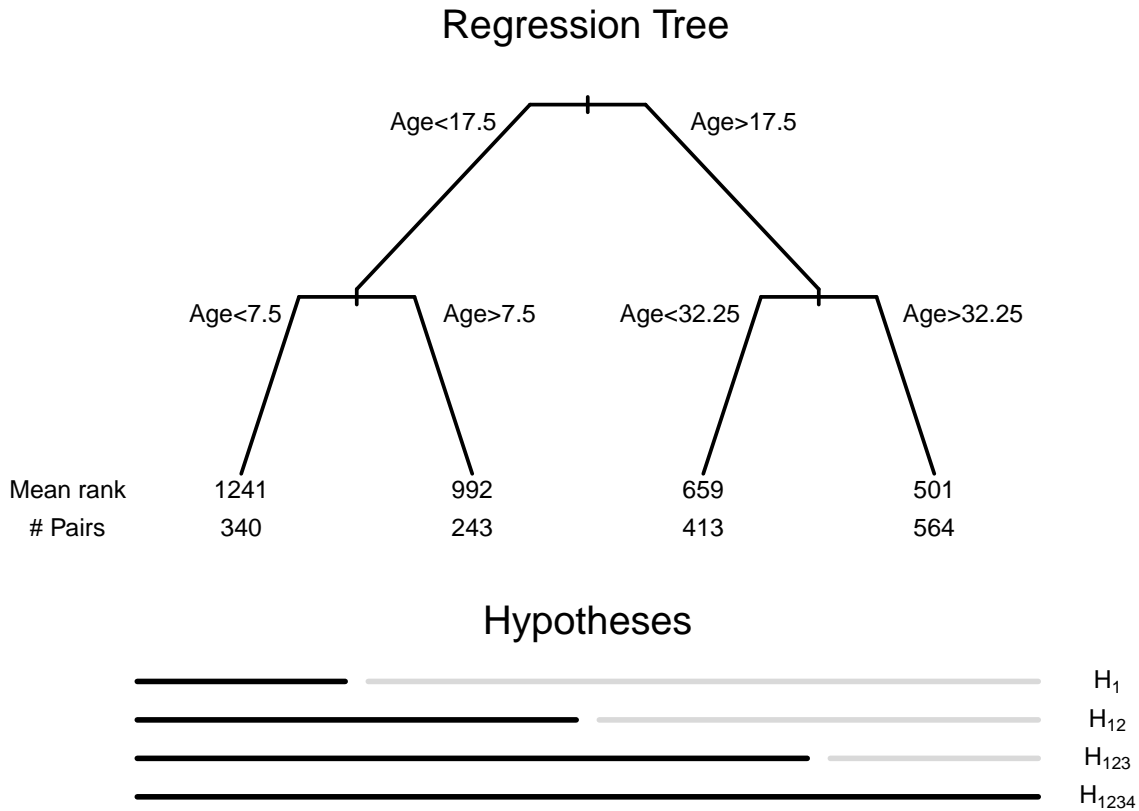 Regression Tree
Age<17.5 Age>17.5
Age<7.5 Age>7.5 Age<32.25 Age>32.25
Mean rank 1241 992 659 501
# Pairs 340 243 413 564
Hypotheses
H₁
H₁₂
H₁₂₃
H₁₂₃₄